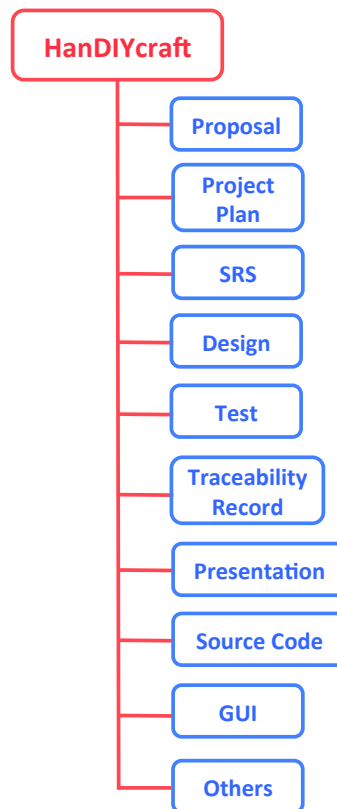 HanDIYcraft
Proposal
Project
Plan
SRS
Design
Test
Traceability
Record
Presentation
Source Code
GUI
Others